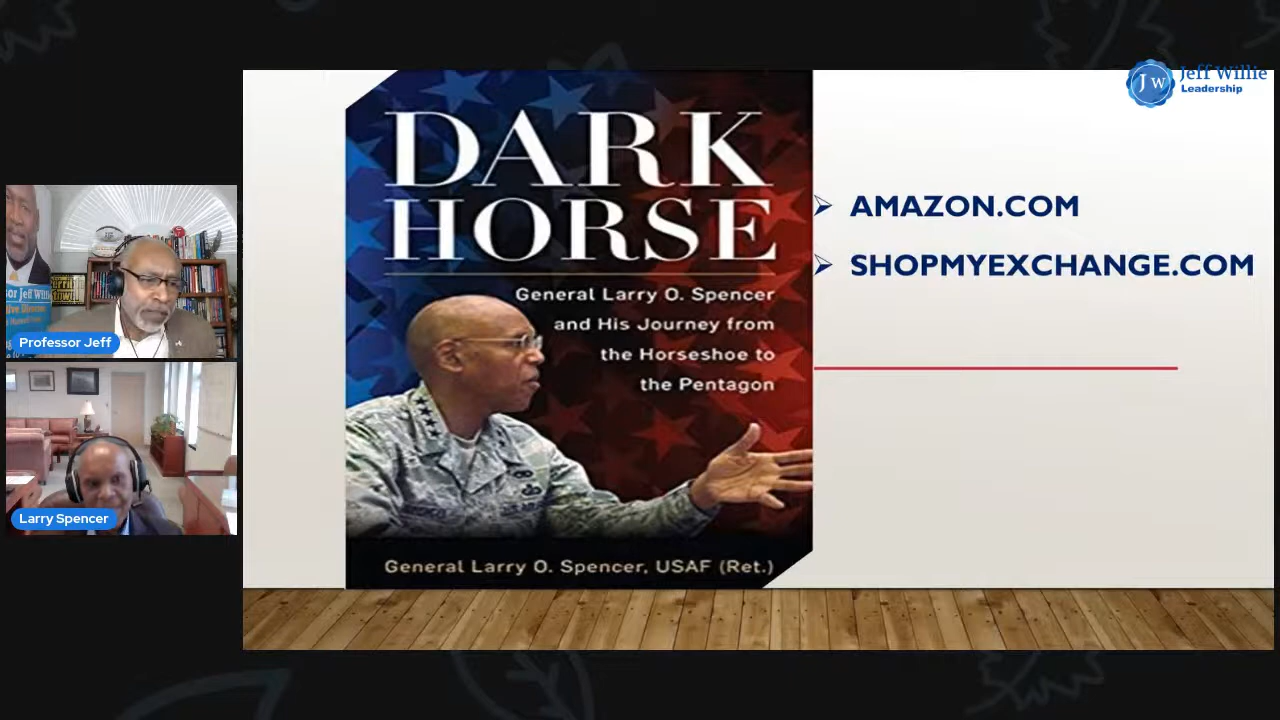 DARK
HORSE
General Larry O. Spencer
and His Journey from
the Horseshoe to
the Pentagon
General Larry O. Spencer, USAF (Ret.)
AMAZON.COM
SHOPMYEXCHANGE.COM
JW
Jeff Willie
Leadership
Professor Jeff
Larry Spencer